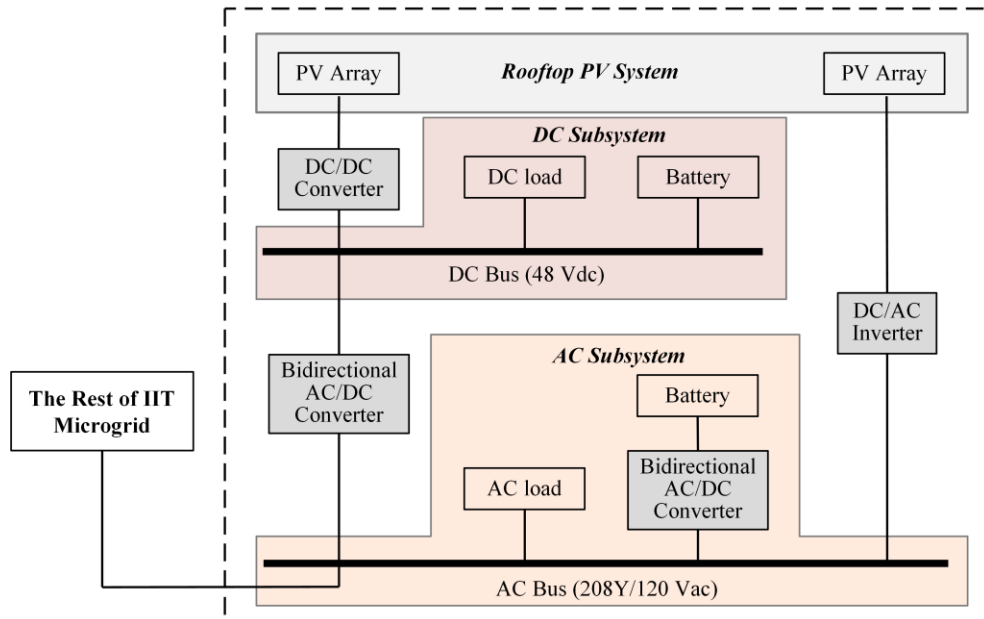 PV Array
Rooftop PV System
PV Array
DC Subsystem
DC/DC
Converter
DC load
Battery
DC Bus (48 Vdc)
DC/AC
Inverter
AC Subsystem
Bidirectional
AC/DC
Converter
The Rest of IIT
Microgrid
Battery
Bidirectional
AC/DC
Converter
AC load
AC Bus (208Y/120 Vac)